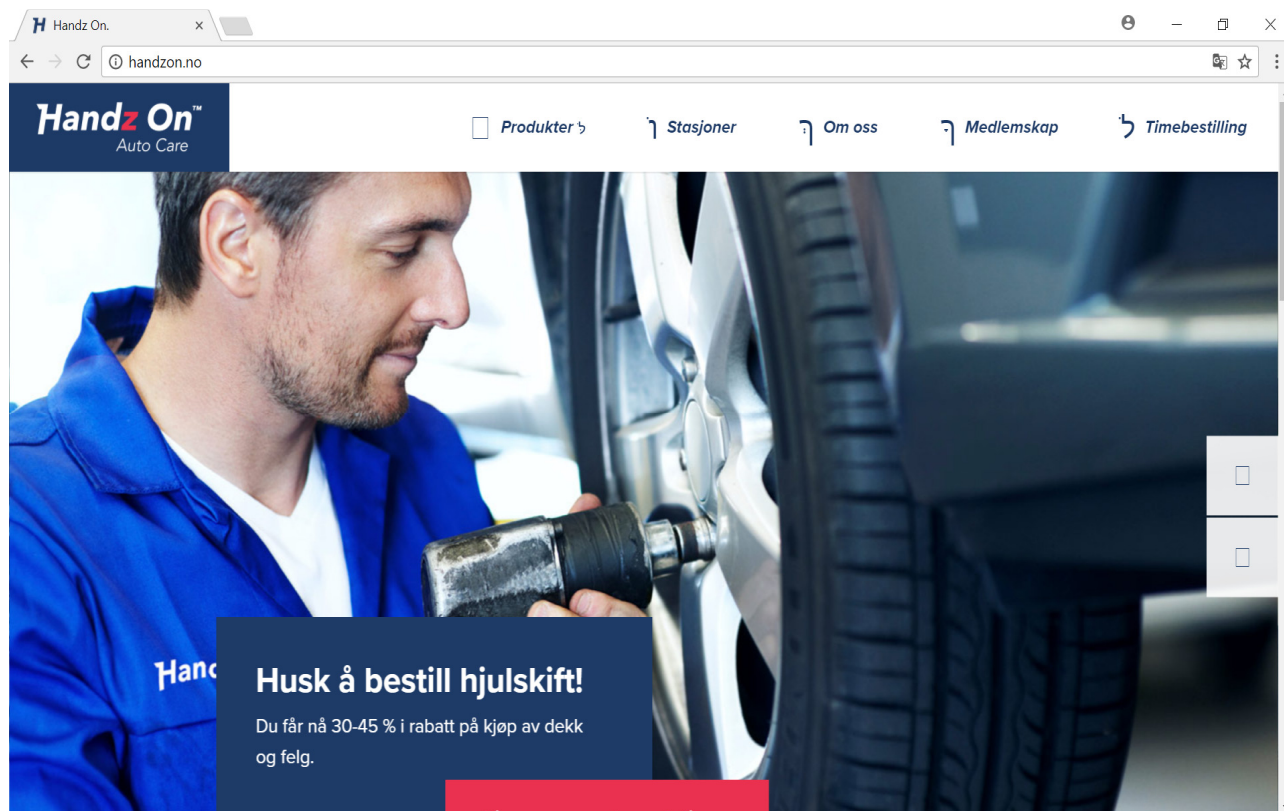 Handz On.
handzon.no
Handz On™
Auto Care
Produkter Stasjoner Om oss Medlemskap Timebestilling
Hand
Husk å bestill hjulskift!
Du får nå 30-45 % i rabatt på kjøp av dekk
og felg.